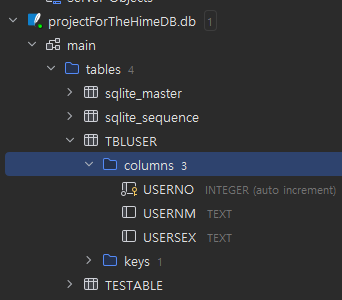 Server Objects
projectForTheHimeDB.db 1
main
tables 4
sqlite_master
sqlite_sequence
TBLUSER
columns 3
USERNO INTEGER (auto increment)
USERNM TEXT
USERSEX TEXT
keys 1
TESTABLE